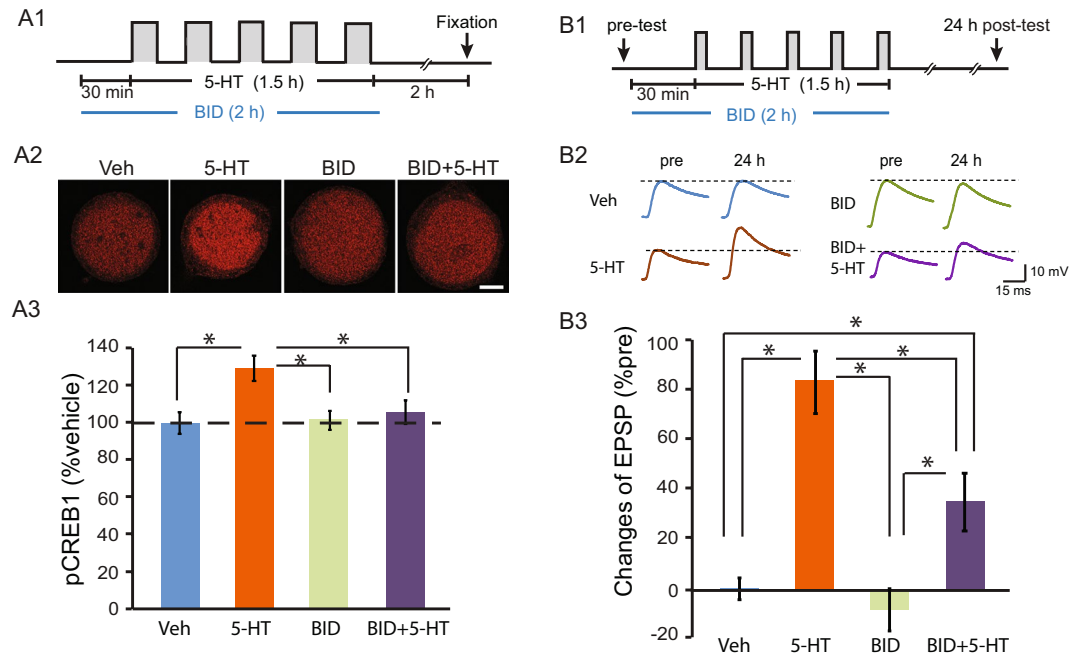 A1
Fixation
5-HT (1.5 h)
30 min
2 h
BID (2 h)
A2
Veh 5-HT BID BID+5-HT
A3
pCREB1 (%vehicle)
140
120
100
80
60
40
20
0
* * *
Veh 5-HT BID BID+5-HT
B1
pre-test
24 h post-test
5-HT (1.5 h)
30 min
BID (2 h)
B2
pre 24 h
Veh
5-HT
pre 24 h
BID
BID+
5-HT
10 mV
15 ms
B3
Changes of EPSP (%pre)
100
80
60
40
20
0
-20
* * * * *
Veh 5-HT BID BID+5-HT